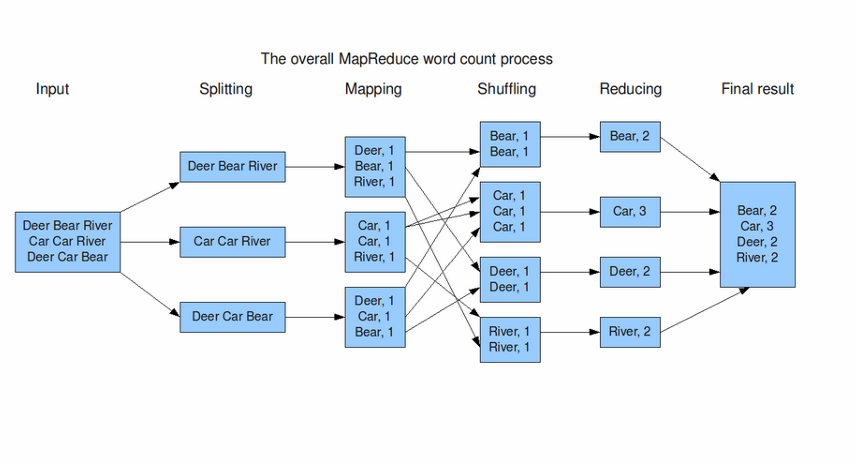 The overall MapReduce word count process
Input
Splitting
Mapping
Shuffling
Reducing
Final result
Deer Bear River
Car Car River
Deer Car Bear
Deer Bear River
Car Car River
Deer Car Bear
Deer, 1
Bear, 1
River, 1
Car, 1
Car, 1
River, 1
Deer, 1
Car, 1
Bear, 1
Bear, 1
Bear, 1
Car, 1
Car, 1
Car, 1
Deer, 1
Deer, 1
River, 1
River, 1
Bear, 2
Car, 3
Deer, 2
River, 2
Bear, 2
Car, 3
Deer, 2
River, 2